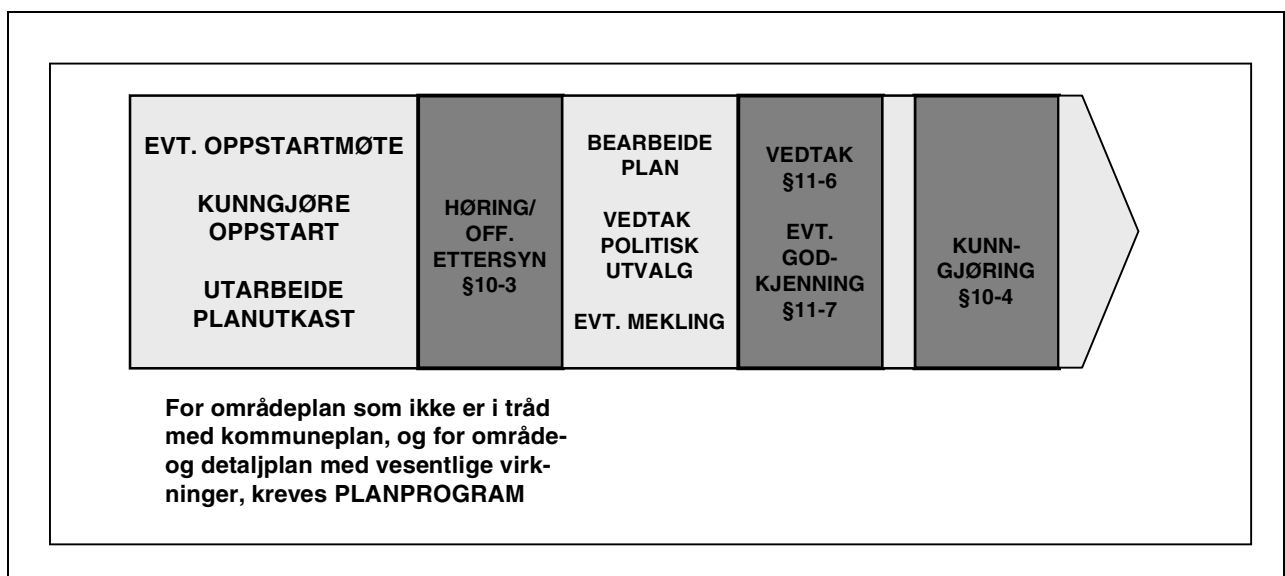 EVT. OPPSTARTMØTE
KUNNGJØRE
OPPSTART
UTARBEIDE
PLANUTKAST
HØRING/
OFF.
ETTERSYN
§10-3
BEARBEIDE
PLAN
VEDTAK
POLITISK
UTVALG
EVT. MEKLING
VEDTAK
§11-6
EVT.
GOD-
KJENNING
§11-7
KUNN-
GJØRING
§10-4
For områdeplan som ikke er i tråd
med kommuneplan, og for område-
og detaljplan med vesentlige virk-
ninger, kreves PLANPROGRAM